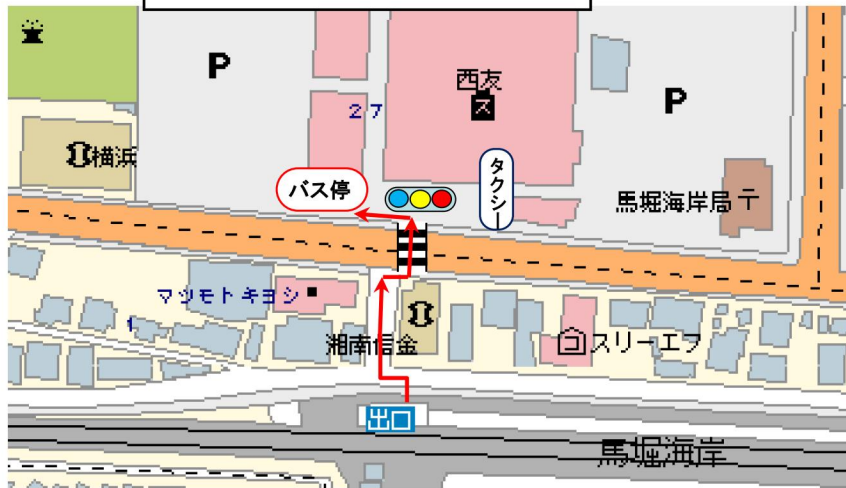 P
西友
ス
P
27
横浜
バス停
タクシー
馬堀海岸局
マツモトキヨシ
湘南信金
スリーエフ
出口
馬堀海岸